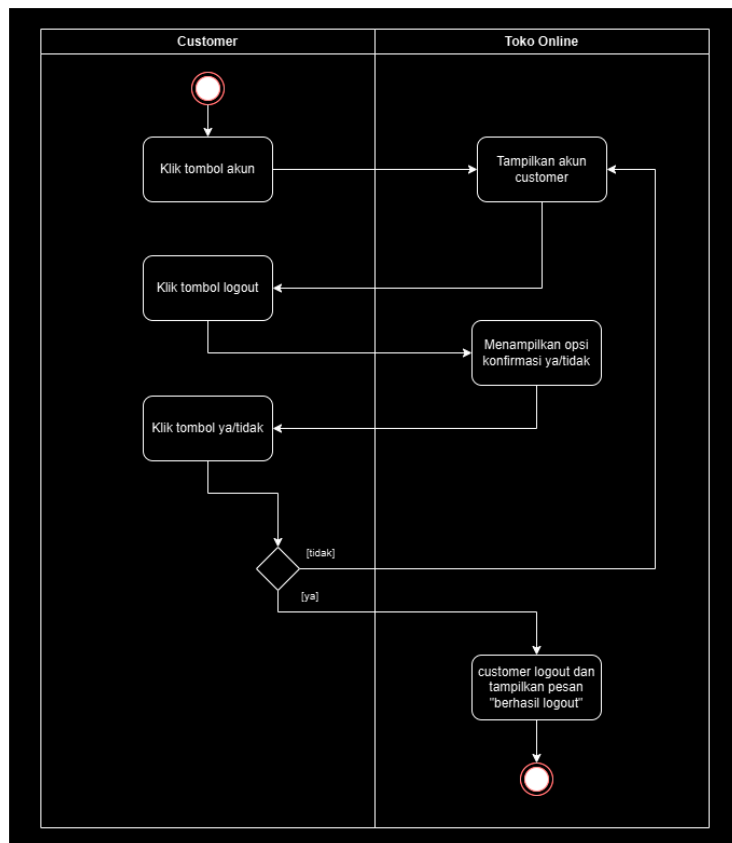 Customer
Toko Online
Klik tombol akun
Tampilkan akun
customer
Klik tombol logout
Menampilkan opsi
konfirmasi ya/tidak
Klik tombol ya/tidak
[tidak]
[ya]
customer logout dan
tampilkan pesan
"berhasil logout"